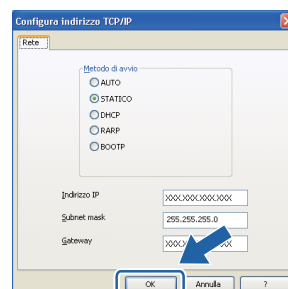 Configura indirizzo TCP/IP
Rete
Metodo di avvio
AUTO
STATICO
DHCP
RARP
BOOTP
Indirizzo IP XXX.XXX.XXX.XXX
Subnet mask 255.255.255.0
Gateway
OK Annulla ?